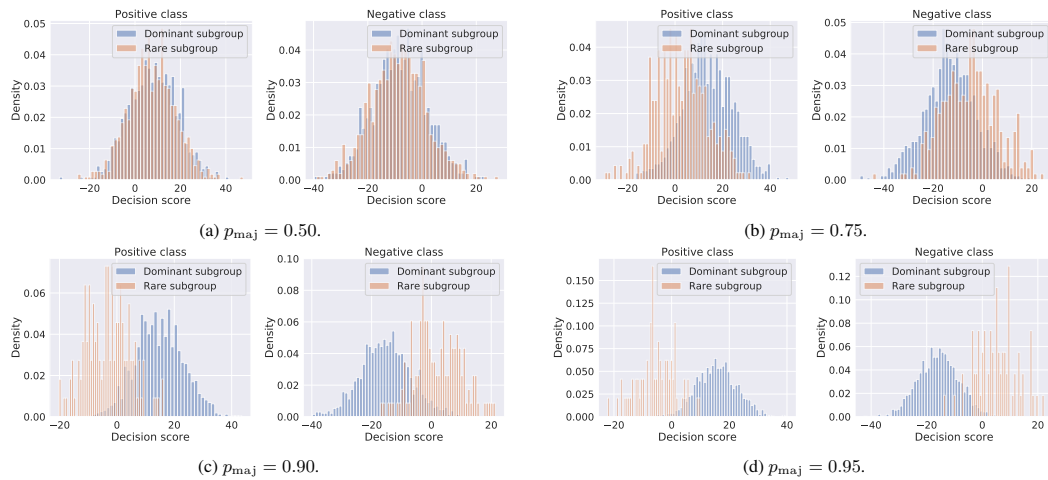 Positive class
Negative class
0.05
0.04
0.03
0.02
0.01
0.00
Density
Dominant subgroup
Rare subgroup
−20
0
20
40
Decision score
0.04
0.03
0.02
0.01
0.00
Density
Dominant subgroup
Rare subgroup
−40
−20
0
20
Decision score
(a) pmaj = 0.50.
Positive class
Negative class
0.04
0.03
0.02
0.01
0.00
Density
Dominant subgroup
Rare subgroup
−20
0
20
40
Decision score
0.05
0.04
0.03
0.02
0.01
0.00
Density
Dominant subgroup
Rare subgroup
−40
−20
0
20
Decision score
(b) pmaj = 0.75.
Positive class
Negative class
0.06
0.04
0.02
0.00
Density
Dominant subgroup
Rare subgroup
−20
0
20
40
Decision score
0.10
0.08
0.06
0.04
0.02
0.00
Density
Dominant subgroup
Rare subgroup
−40
−20
0
20
Decision score
(c) pmaj = 0.90.
Positive class
Negative class
0.150
0.125
0.100
0.075
0.050
0.025
0.000
Density
Dominant subgroup
Rare subgroup
−20
0
20
40
Decision score
0.12
0.10
0.08
0.06
0.04
0.02
0.00
Density
Dominant subgroup
Rare subgroup
−40
−20
0
20
Decision score
(d) pmaj = 0.95.